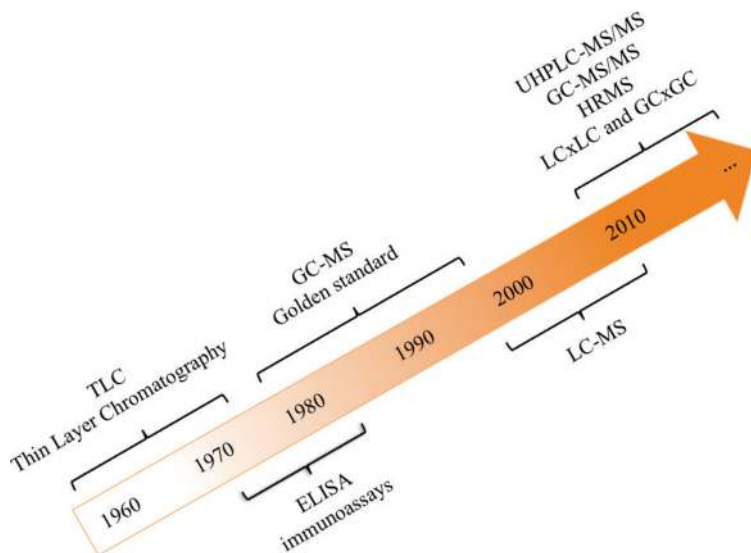 UHPLC-MS/MS
GC-MS/MS
HRMS
LCxLC and GCxGC
...
2010
GC-MS
Golden standard
2000
LC-MS
1990
TLC
Thin Layer Chromatography
1980
1970
ELISA
immunoassays
1960